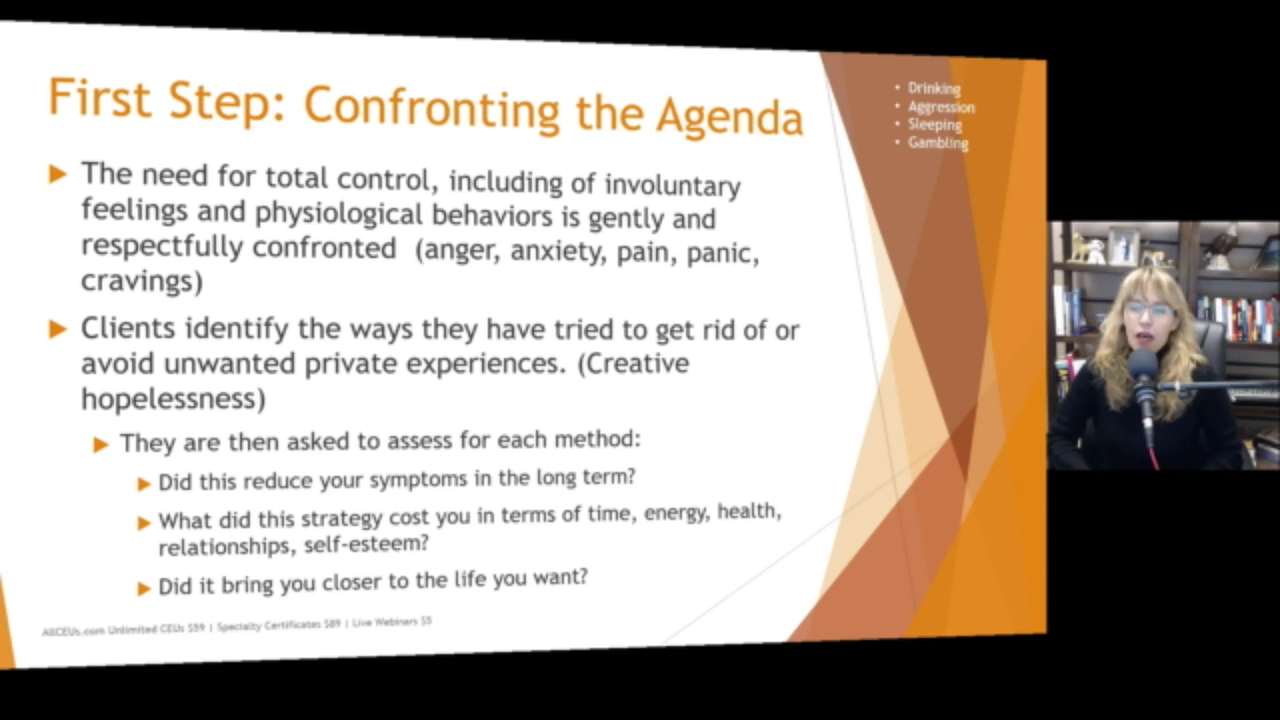 First Step: Confronting the Agenda
• Drinking
• Aggression
• Sleeping
• Gambling
The need for total control, including of involuntary
feelings and physiological behaviors is gently and
respectfully confronted (anger, anxiety, pain, panic,
cravings)
Clients identify the ways they have tried to get rid of or
avoid unwanted private experiences. (Creative
hopelessness)
They are then asked to assess for each method:
Did this reduce your symptoms in the long term?
What did this strategy cost you in terms of time, energy, health,
relationships, self-esteem?
Did it bring you closer to the life you want?
AllCEUs.com Unlimited CEUs $59 | Specialty Certificates $89 | Live Webinars $5